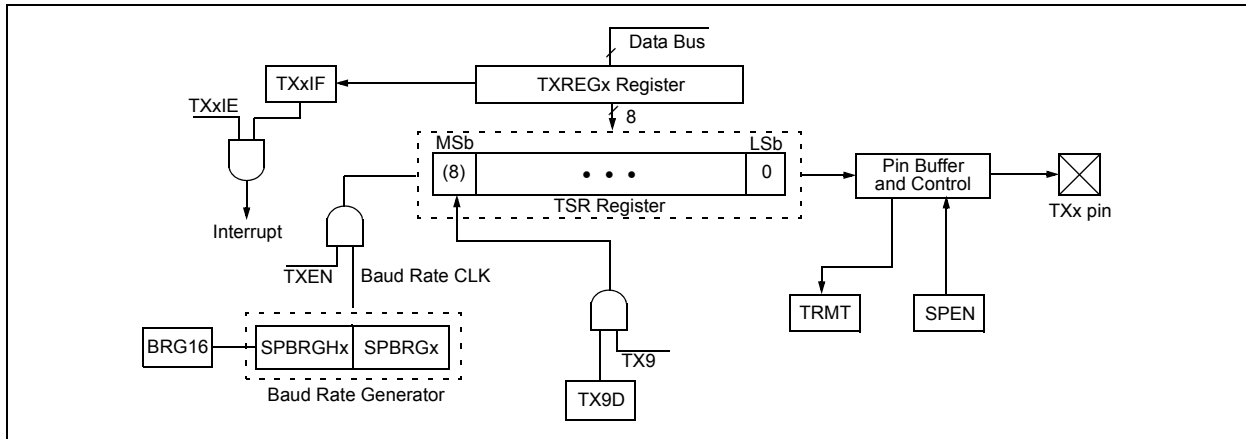 Data Bus
TXxIF
TXREGx Register
TXxIE
8
MSb
LSb
(8)
• • •
0
Pin Buffer
and Control
TSR Register
TXx pin
Interrupt
TXEN
Baud Rate CLK
TRMT
SPEN
BRG16
SPBRGHx
SPBRGx
TX9
Baud Rate Generator
TX9D